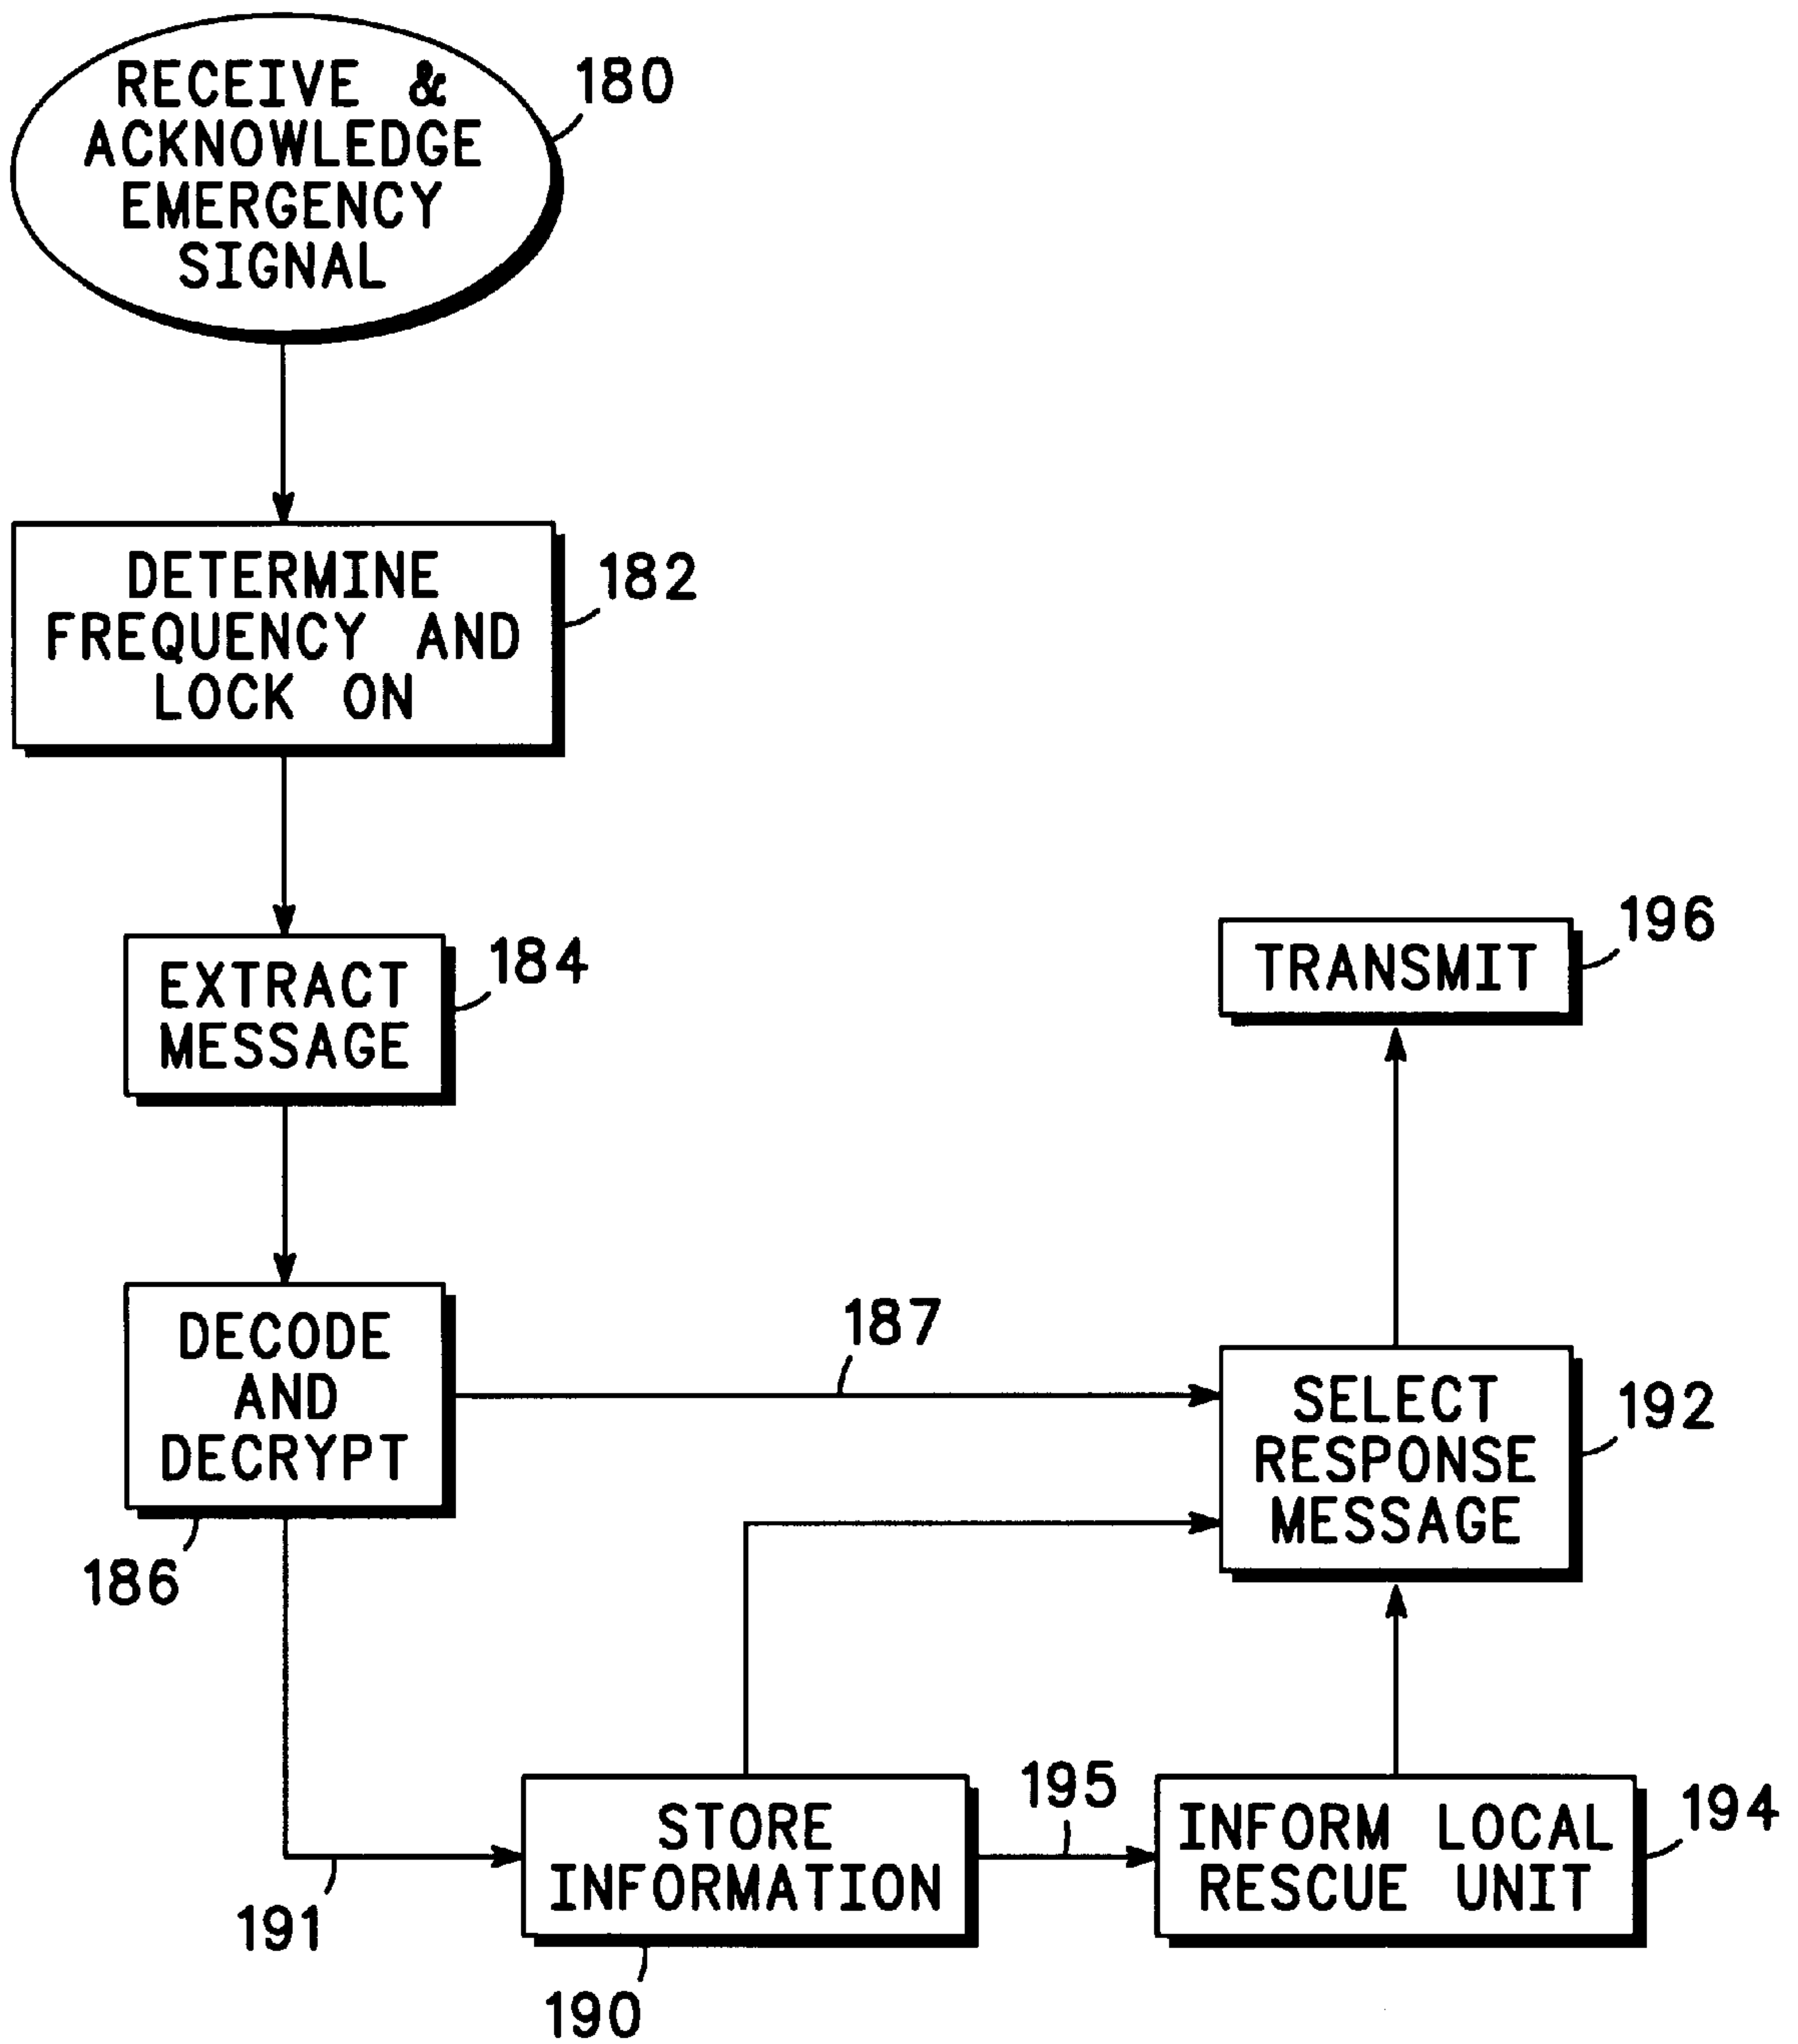 RECEIVE &
ACKNOWLEDGE
EMERGENCY
SIGNAL
180
DETERMINE
FREQUENCY AND
LOCK ON
182
EXTRACT
MESSAGE
184
TRANSMIT
196
DECODE
AND
DECRYPT
186
187
SELECT
RESPONSE
MESSAGE
192
191
STORE
INFORMATION
190
195
INFORM LOCAL
RESCUE UNIT
194